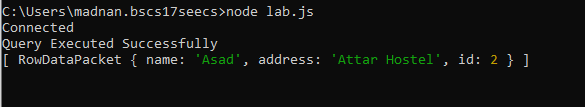 C:\Users\madnan.bscs17seecs>node lab.js
Connected
Query Executed Successfully
[ RowDataPacket { name: 'Asad', address: 'Attar Hostel', id: 2 } ]